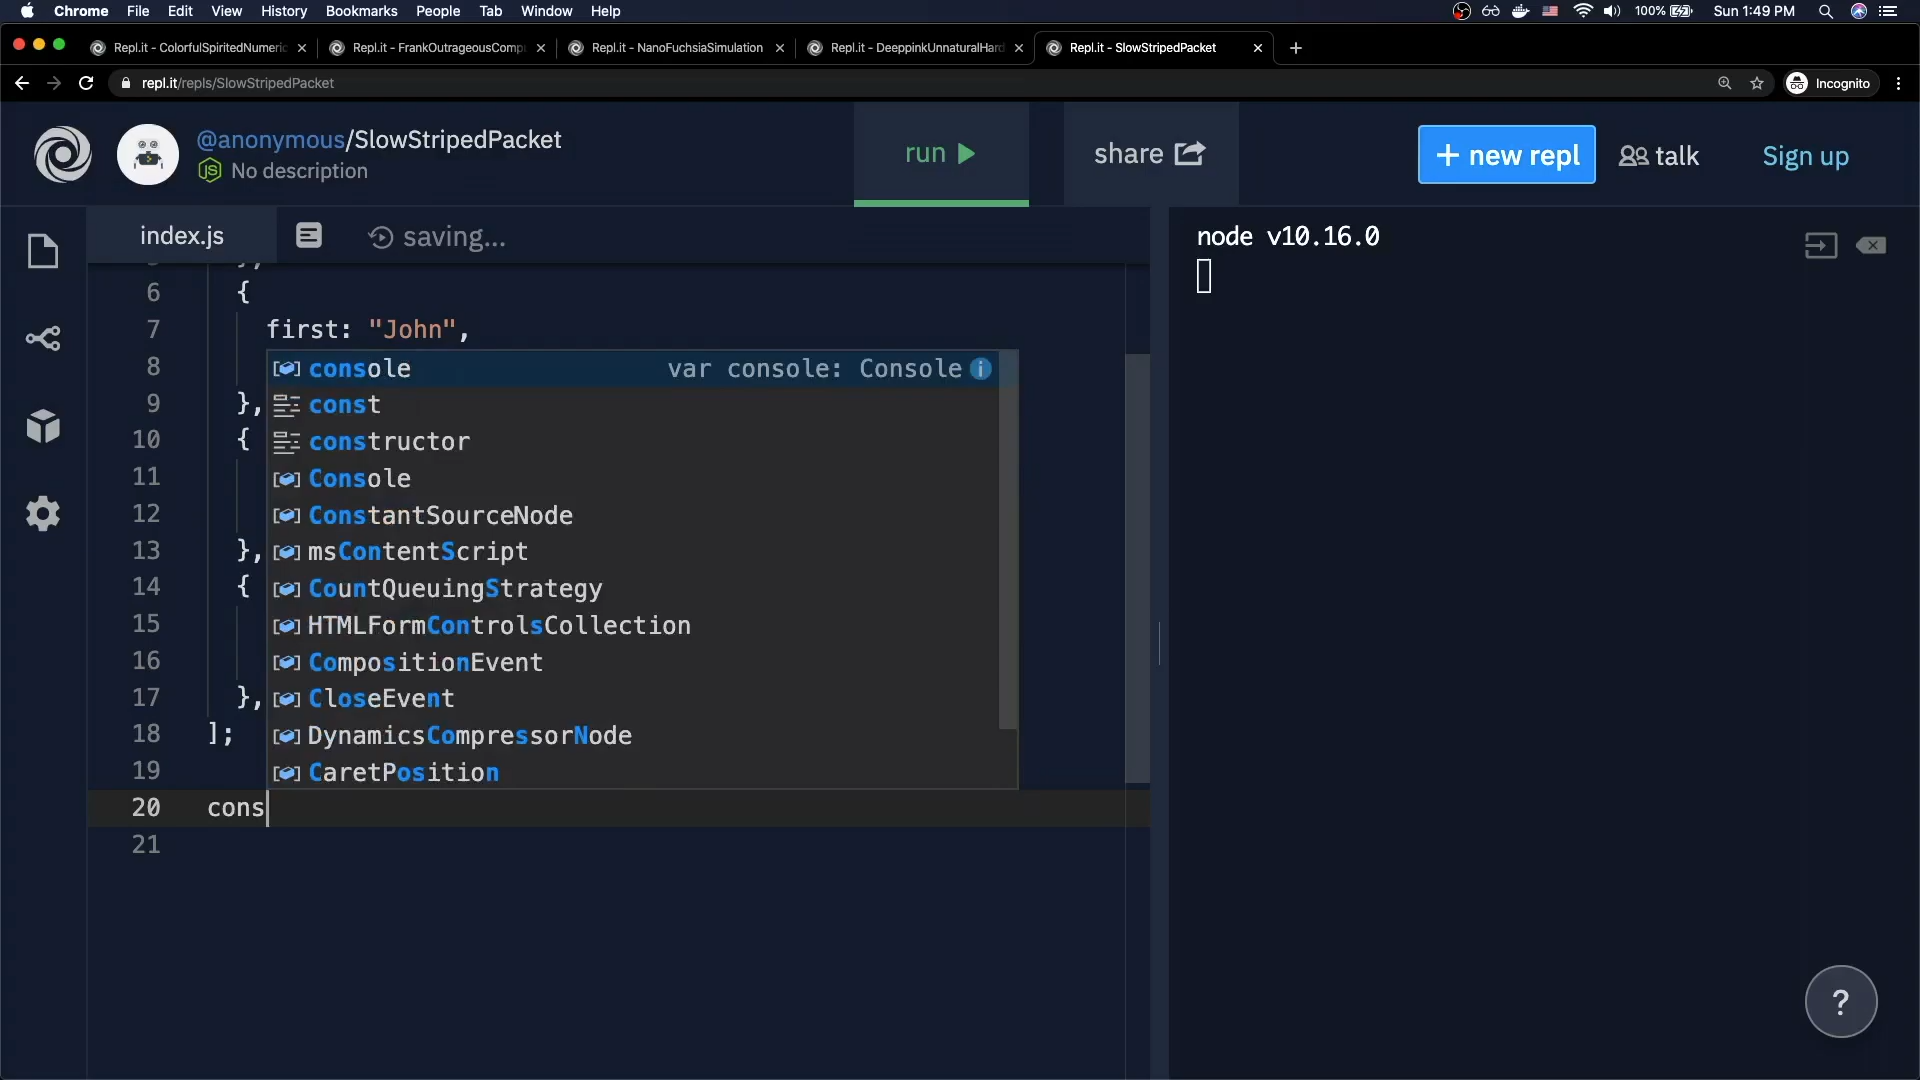 Chrome File Edit View History Bookmarks People Tab Window Help 100% Sun 1:49 PM
Repl.it - ColorfulSpiritedNumeric Repl.it - FrankOutrageousCompu Repl.it - NanoFuchsiaSimulation Repl.it - DeeppinkUnnaturalHard Repl.it - SlowStripedPacket
repl.it/repls/SlowStripedPacket Incognito
@anonymous/SlowStripedPacket
No description
run
share
+ new repl
talk
Sign up
index.js
saving...
6 {
7 first: "John",
8
9 },
10 {
11
12
13 },
14 {
15
16
17 },
18 ];
19
20 cons
21
console var console: Console
const
constructor
Console
ConstantSourceNode
msContentScript
CountQueuingStrategy
HTMLFormControlsCollection
CompositionEvent
CloseEvent
DynamicsCompressorNode
CaretPosition
node v10.16.0
?